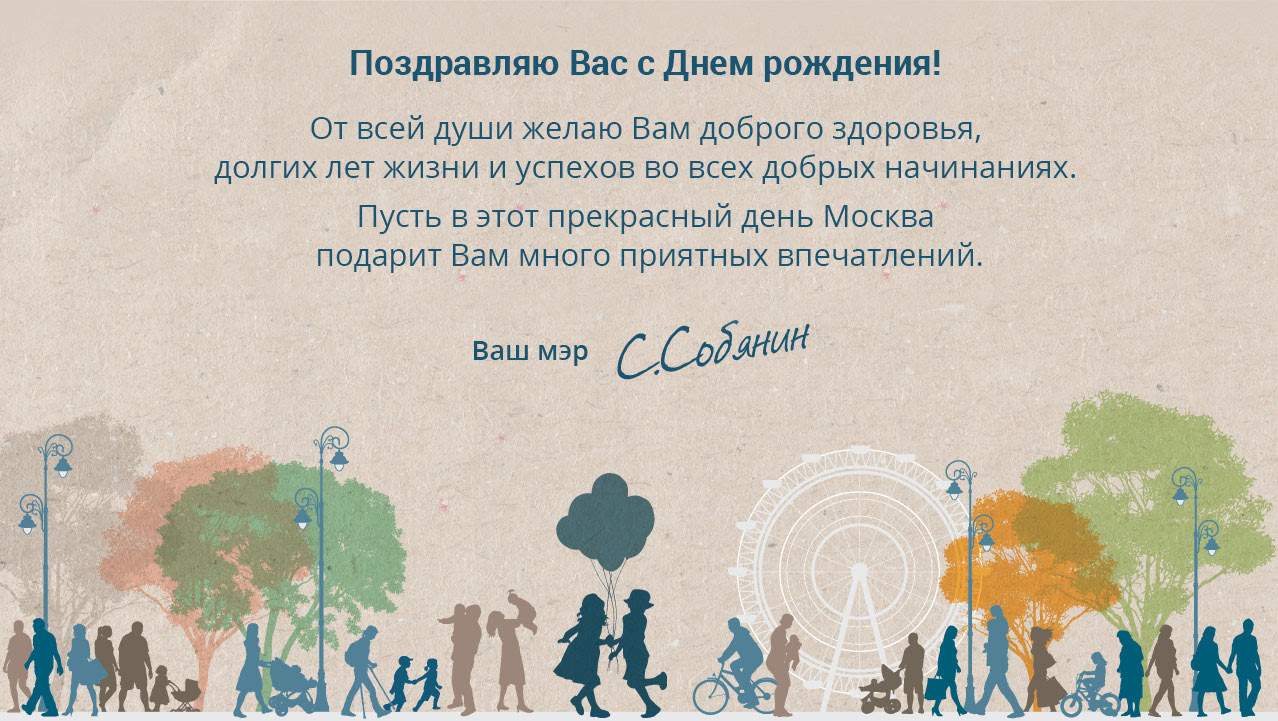 Поздравляю Вас с Днем рождения!
От всей души желаю Вам доброго здоровья,
долгих лет жизни и успехов во всех добрых начинаниях.
Пусть в этот прекрасный день Москва
подарит Вам много приятных впечатлений.
Ваш мэр С.Собянин